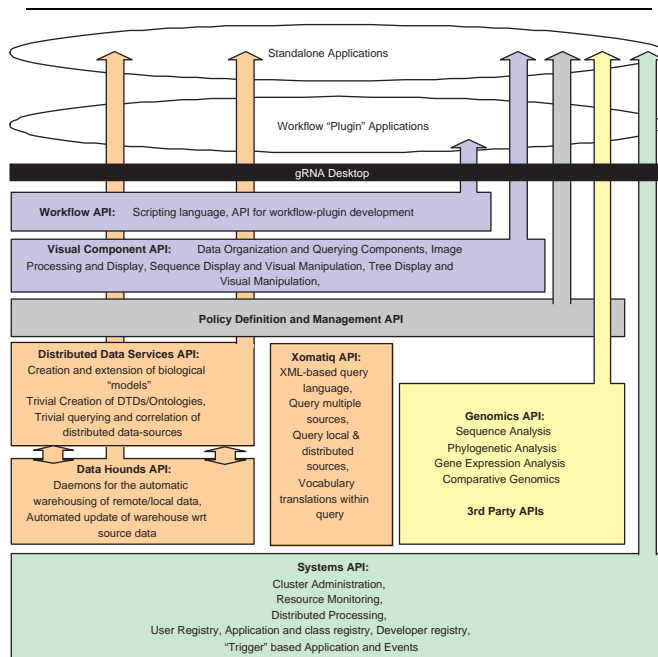 Standalone Applications
Workflow “Plugin” Applications
gRNA Desktop
Workflow API: Scripting language, API for workflow-plugin development
Visual Component API: Data Organization and Querying Components, Image
Processing and Display, Sequence Display and Visual Manipulation, Tree Display and
Visual Manipulation,
Policy Definition and Management API
Distributed Data Services API:
Creation and extension of biological
“models”
Trivial Creation of DTDs/Ontologies,
Trivial querying and correlation of
distributed data-sources
Data Hounds API:
Daemons for the automatic
warehousing of remote/local data,
Automated update of warehouse wrt
source data
Xomatiq API:
XML-based query
language,
Query multiple
sources,
Query local &
distributed
sources,
Vocabulary
translations within
query
Genomics API:
Sequence Analysis
Phylogenetic Analysis
Gene Expression Analysis
Comparative Genomics
3rd Party APIs
Systems API:
Cluster Administration,
Resource Monitoring,
Distributed Processing,
User Registry, Application and class registry, Developer registry,
“Trigger” based Application and Events